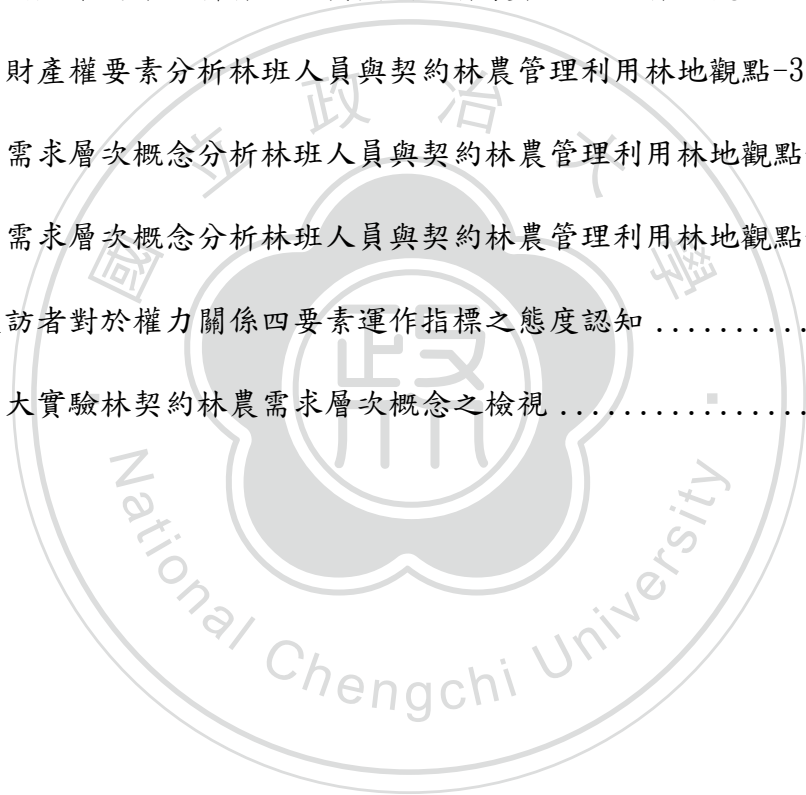 財產權要素分析林班人員與契約林農管理利用林地觀點-3
需求層次概念分析林班人員與契約林農管理利用林地觀點
需求層次概念分析林班人員與契約林農管理利用林地觀點
訪者對於權力關係四要素運作指標之態度認知 ..........
大實驗林契約林農需求層次概念之檢視 ................
國立政治大學
National Chengchi University